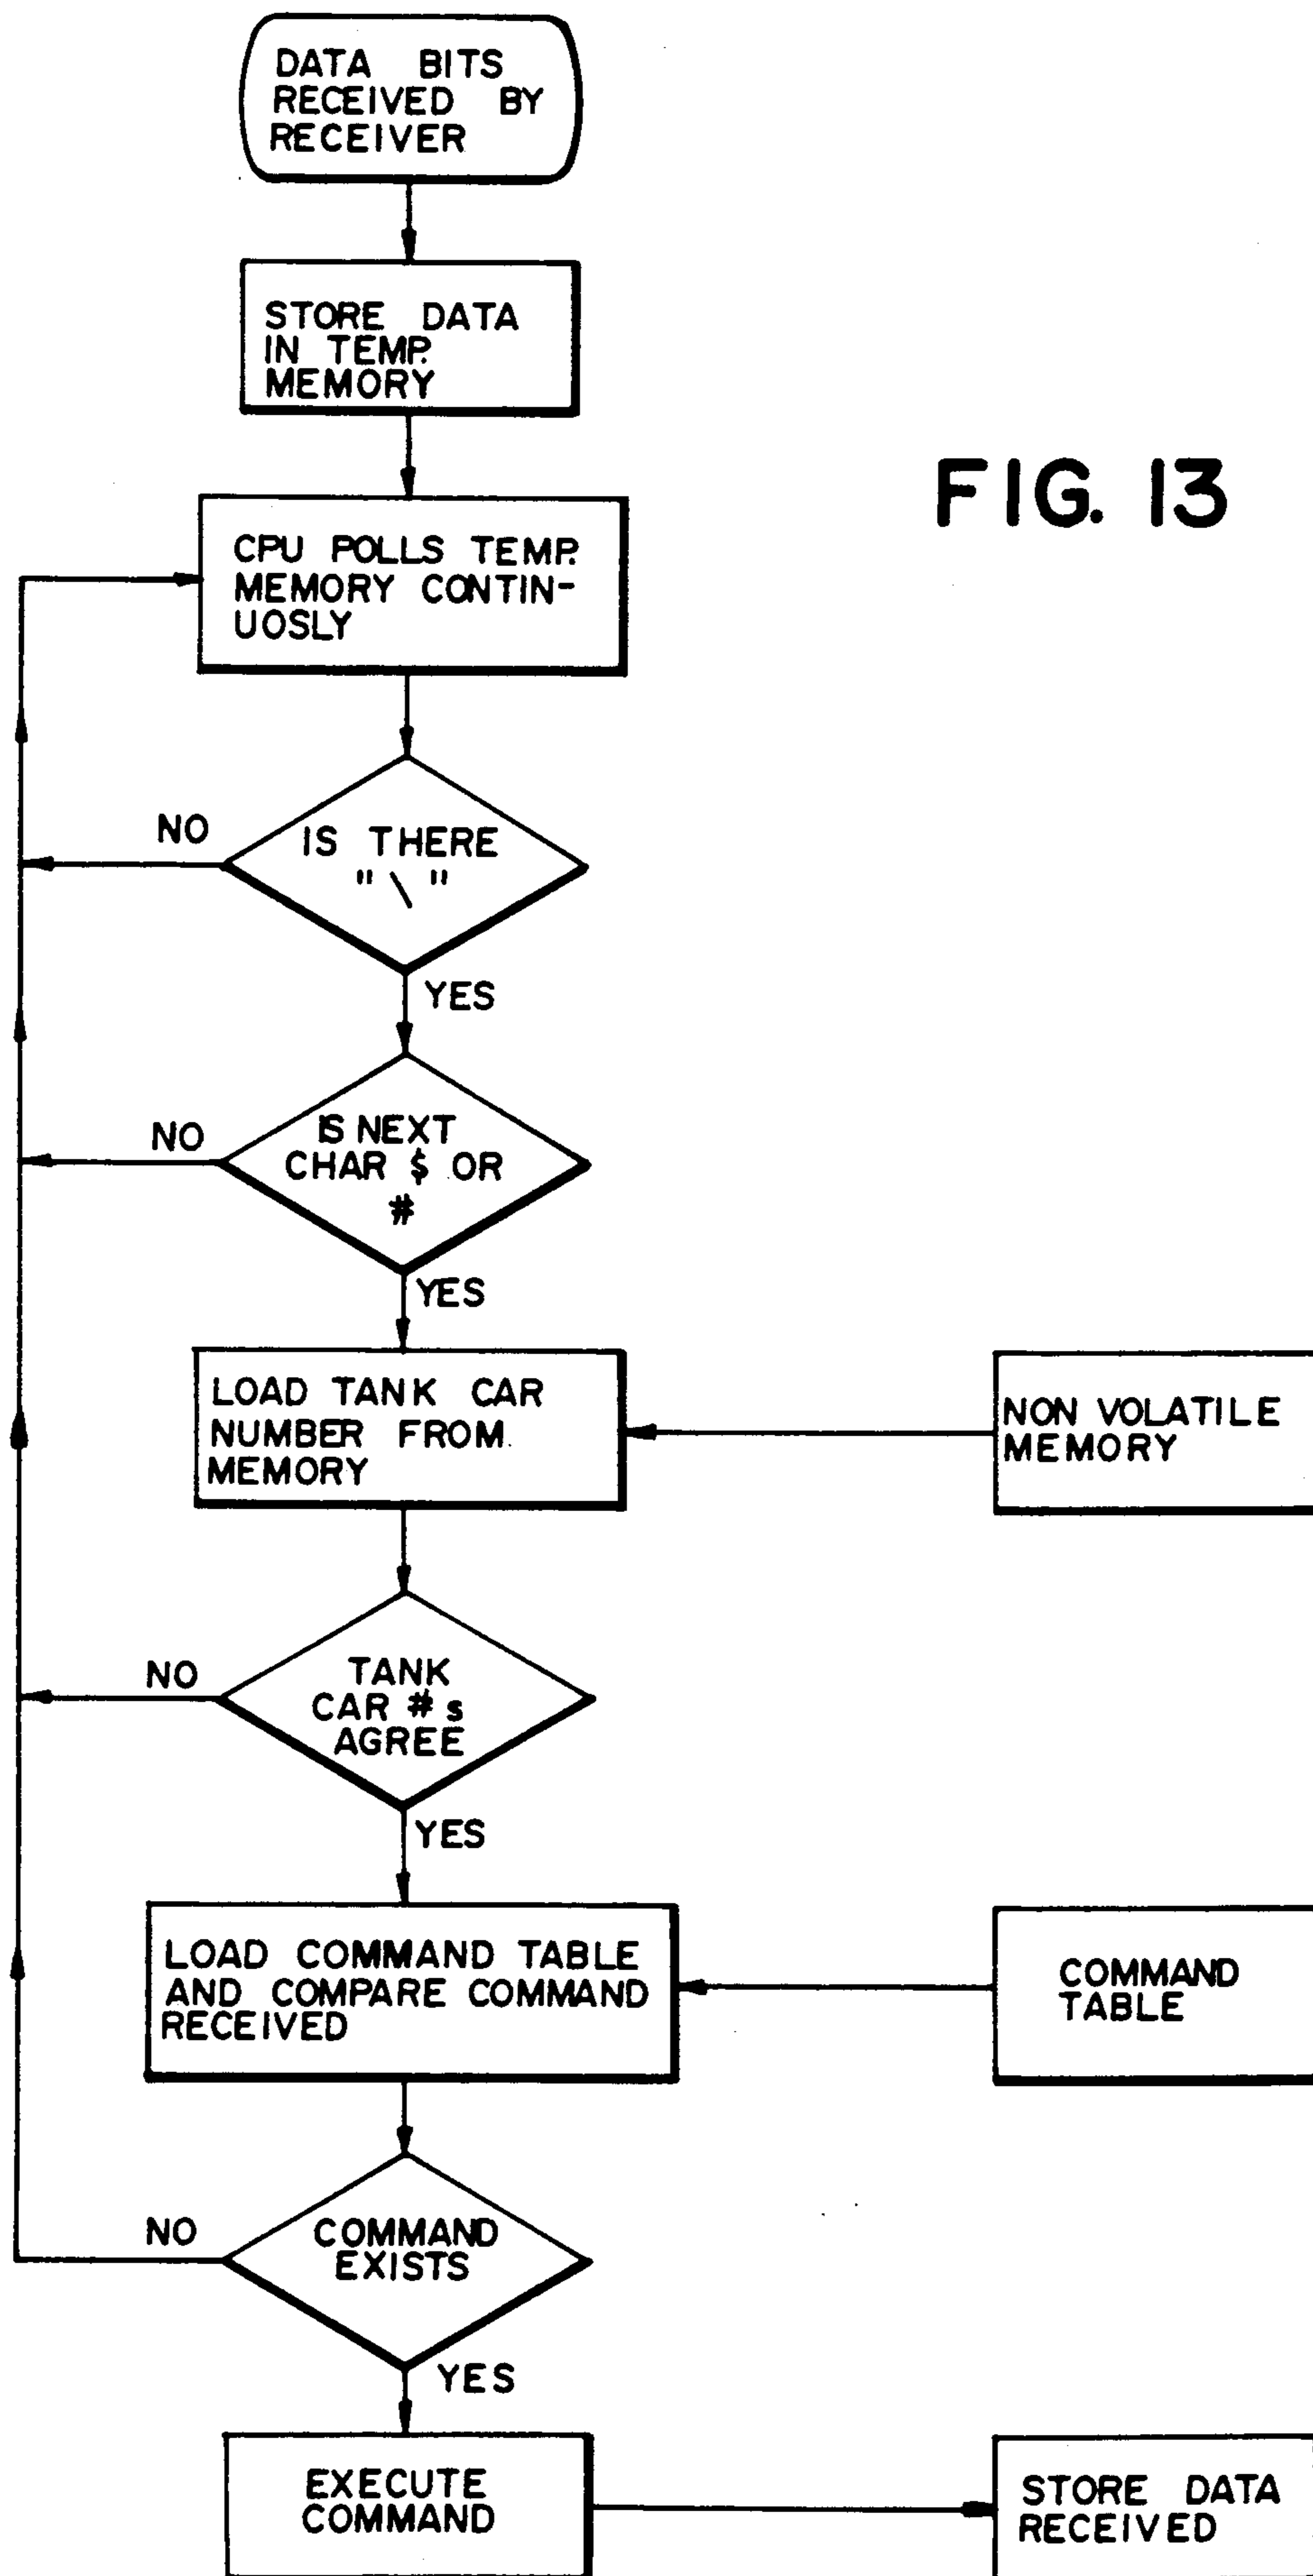 DATA BITS
RECEIVED BY
RECEIVER
STORE DATA
IN TEMP.
MEMORY
FIG. 13
CPU POLLS TEMP.
MEMORY CONTIN-
UOSLY
NO
IS THERE
"\"
YES
NO
IS NEXT
CHAR $ OR
#
YES
LOAD TANK CAR
NUMBER FROM
MEMORY
NON VOLATILE
MEMORY
NO
TANK
CAR #s
AGREE
YES
LOAD COMMAND TABLE
AND COMPARE COMMAND
RECEIVED
COMMAND
TABLE
NO
COMMAND
EXISTS
YES
EXECUTE
COMMAND
STORE DATA
RECEIVED